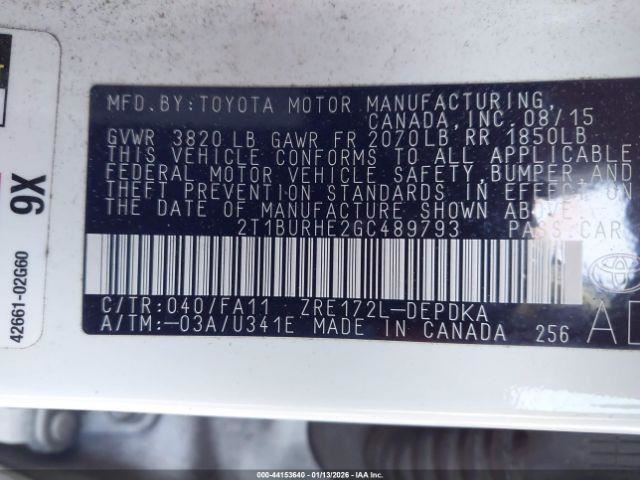 MFD. BY: TOYOTA MOTOR MANUFACTURING,
CANADA, INC. 08/15
GVWR 3820 LB GAWR FR 2070LB RR 1850LB
THIS VEHICLE CONFORMS TO ALL APPLICABLE
FEDERAL MOTOR VEHICLE SAFETY, BUMPER AND
THEFT PREVENTION STANDARDS IN EFFECT ON
THE DATE OF MANUFACTURE SHOWN ABOVE.
2T1BURHE2GC489793 PASS. CAR
C/TR: 040/FA11 ZRE172L-DEPDKA
A/TM:-03A/U341E MADE IN CANADA 256
9X
42661-02G60
000-44153640 - 01/13/2026 - IAA Inc.